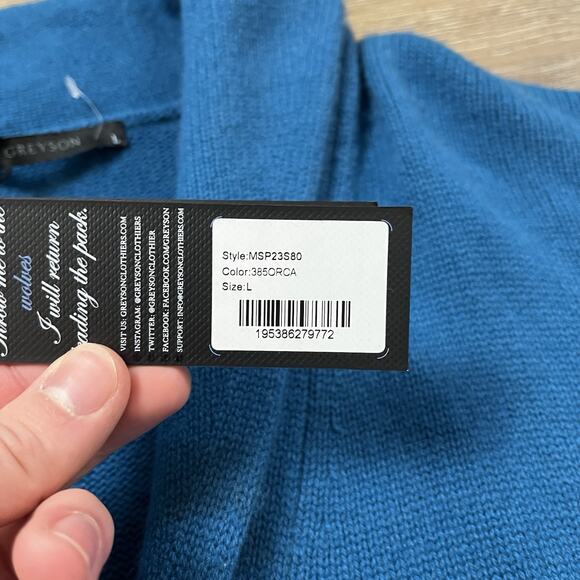 GREYSON L
Throw me to the
wolves
I will return
leading the pack.
VISIT US: GREYSONCLOTHIERS.COM
INSTAGRAM: @GREYSONCLOTHIERS
TWITTER: @GREYSONCLOTHIER
FACEBOOK: FACEBOOK.COM/GREYSON
SUPPORT: INFO@GREYSONCLOTHIERS.COM
Style:MSP23S80
Color:385ORCA
Size:L
195386279772